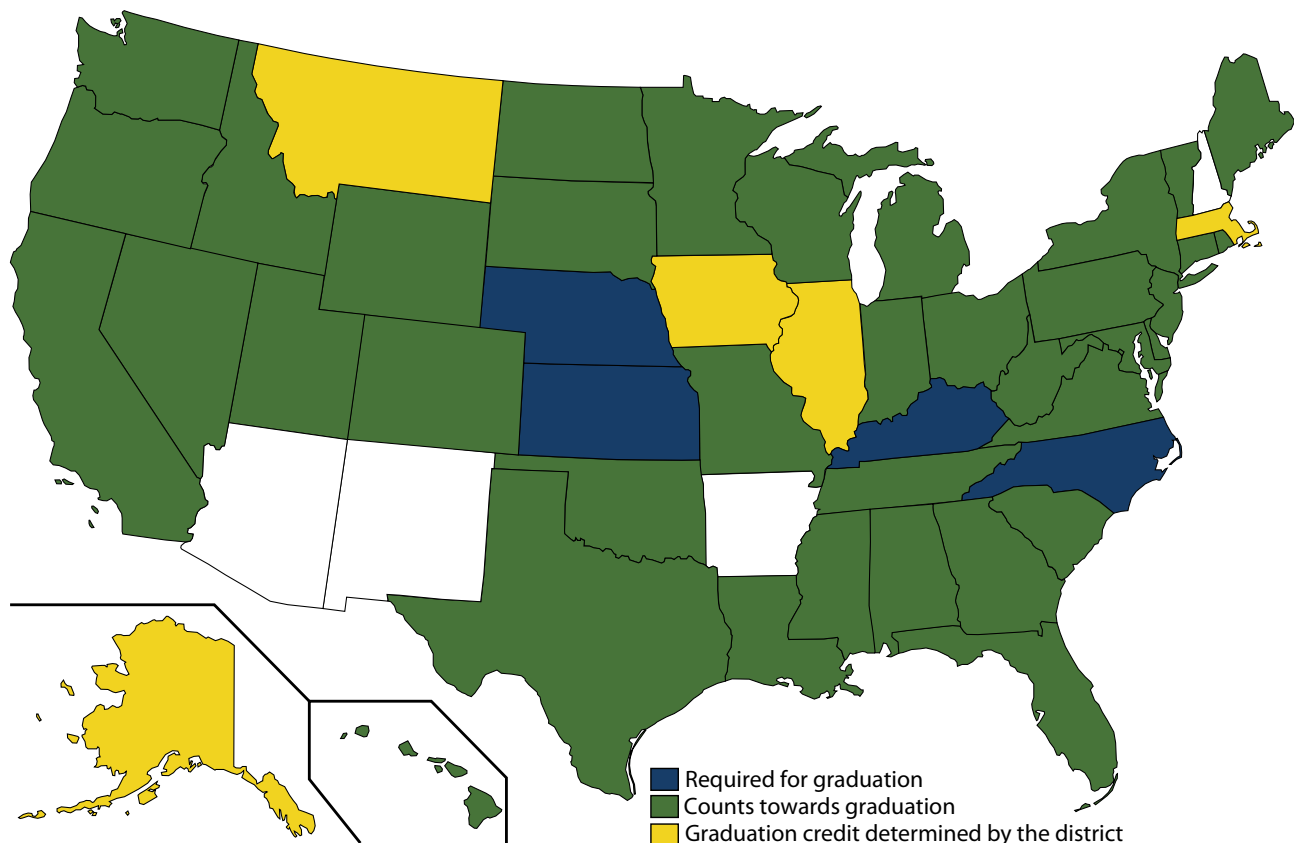 Required for graduation
Counts towards graduation
Graduation credit determined by the district